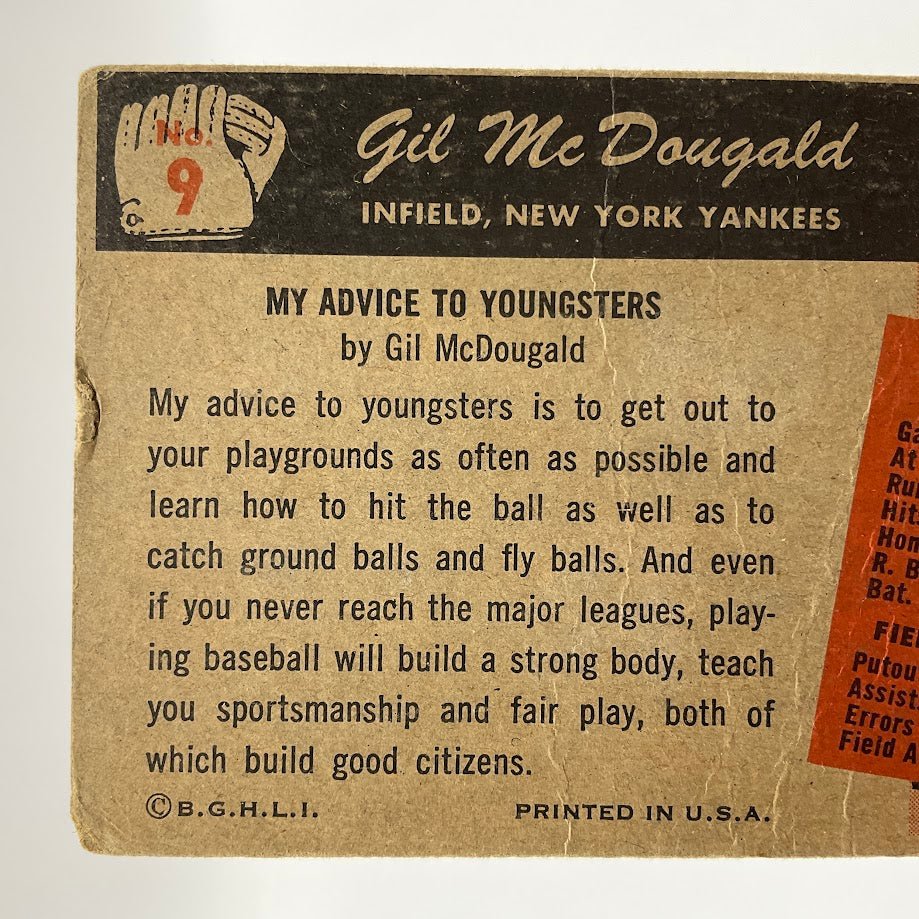 No.
9
Gil McDougald
INFIELD, NEW YORK YANKEES
MY ADVICE TO YOUNGSTERS
by Gil McDougald
My advice to youngsters is to get out to
your playgrounds as often as possible and
learn how to hit the ball as well as to
catch ground balls and fly balls. And even
if you never reach the major leagues, play-
ing baseball will build a strong body, teach
you sportsmanship and fair play, both of
which build good citizens.
© B.G.H.L.I. PRINTED IN U.S.A.
At
R. B
Bat.
Errors
Field A